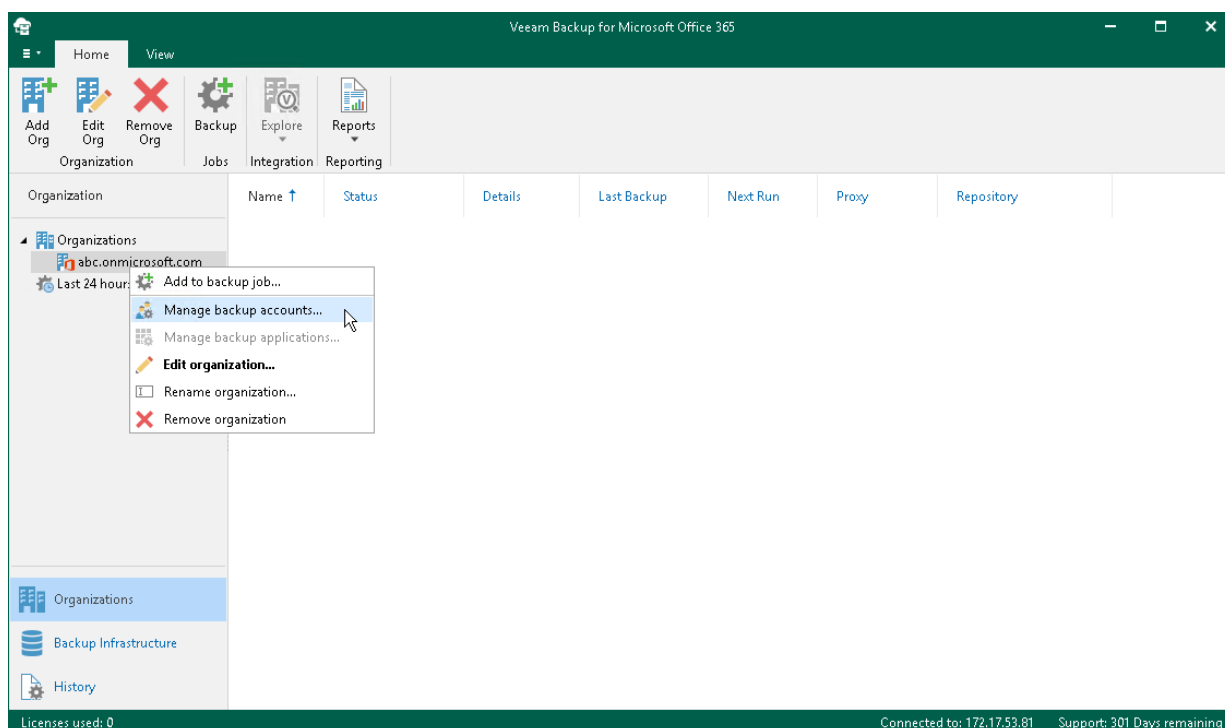 Veeam Backup for Microsoft Office 365
Home View
Add Org Edit Org Remove Org Backup Explore Reports
Organization Jobs Integration Reporting
Organization Name ↑ Status Details Last Backup Next Run Proxy Repository
Organizations
abc.onmicrosoft.com
Last 24 hour
Add to backup job...
Manage backup accounts...
Manage backup applications...
Edit organization...
Rename organization...
Remove organization
Organizations
Backup Infrastructure
History
Licenses used: 0 Connected to: 172.17.53.81 Support: 301 Days remaining